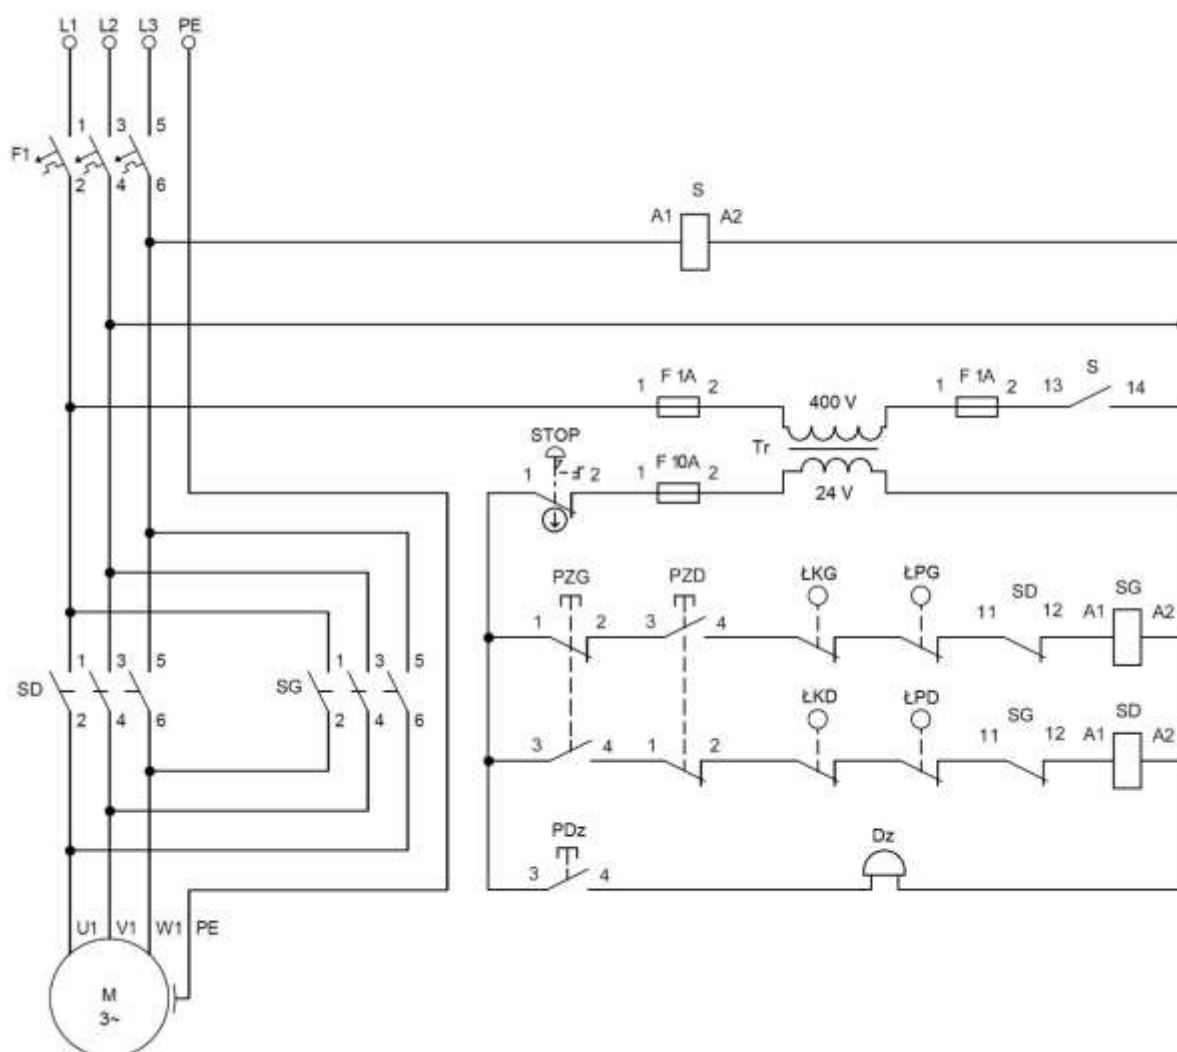 L1 L2 L3 PE
1 3 5
F1
2 4 6
S
A1 A2
1 F 1A 2
400 V
1 F 1A 2
13 S 14
STOP
Tr
1 2
1 F 10A 2
24 V
PZG PZD ŁKG ŁPG SD SG
1 2 3 4 11 12 A1 A2
1 3 5
SD
2 4 6
1 3 5
SG
2 4 6
ŁKD ŁPD SG SD
3 4 1 2 11 12 A1 A2
PDz Dz
3 4
U1 V1 W1 PE
M
3~